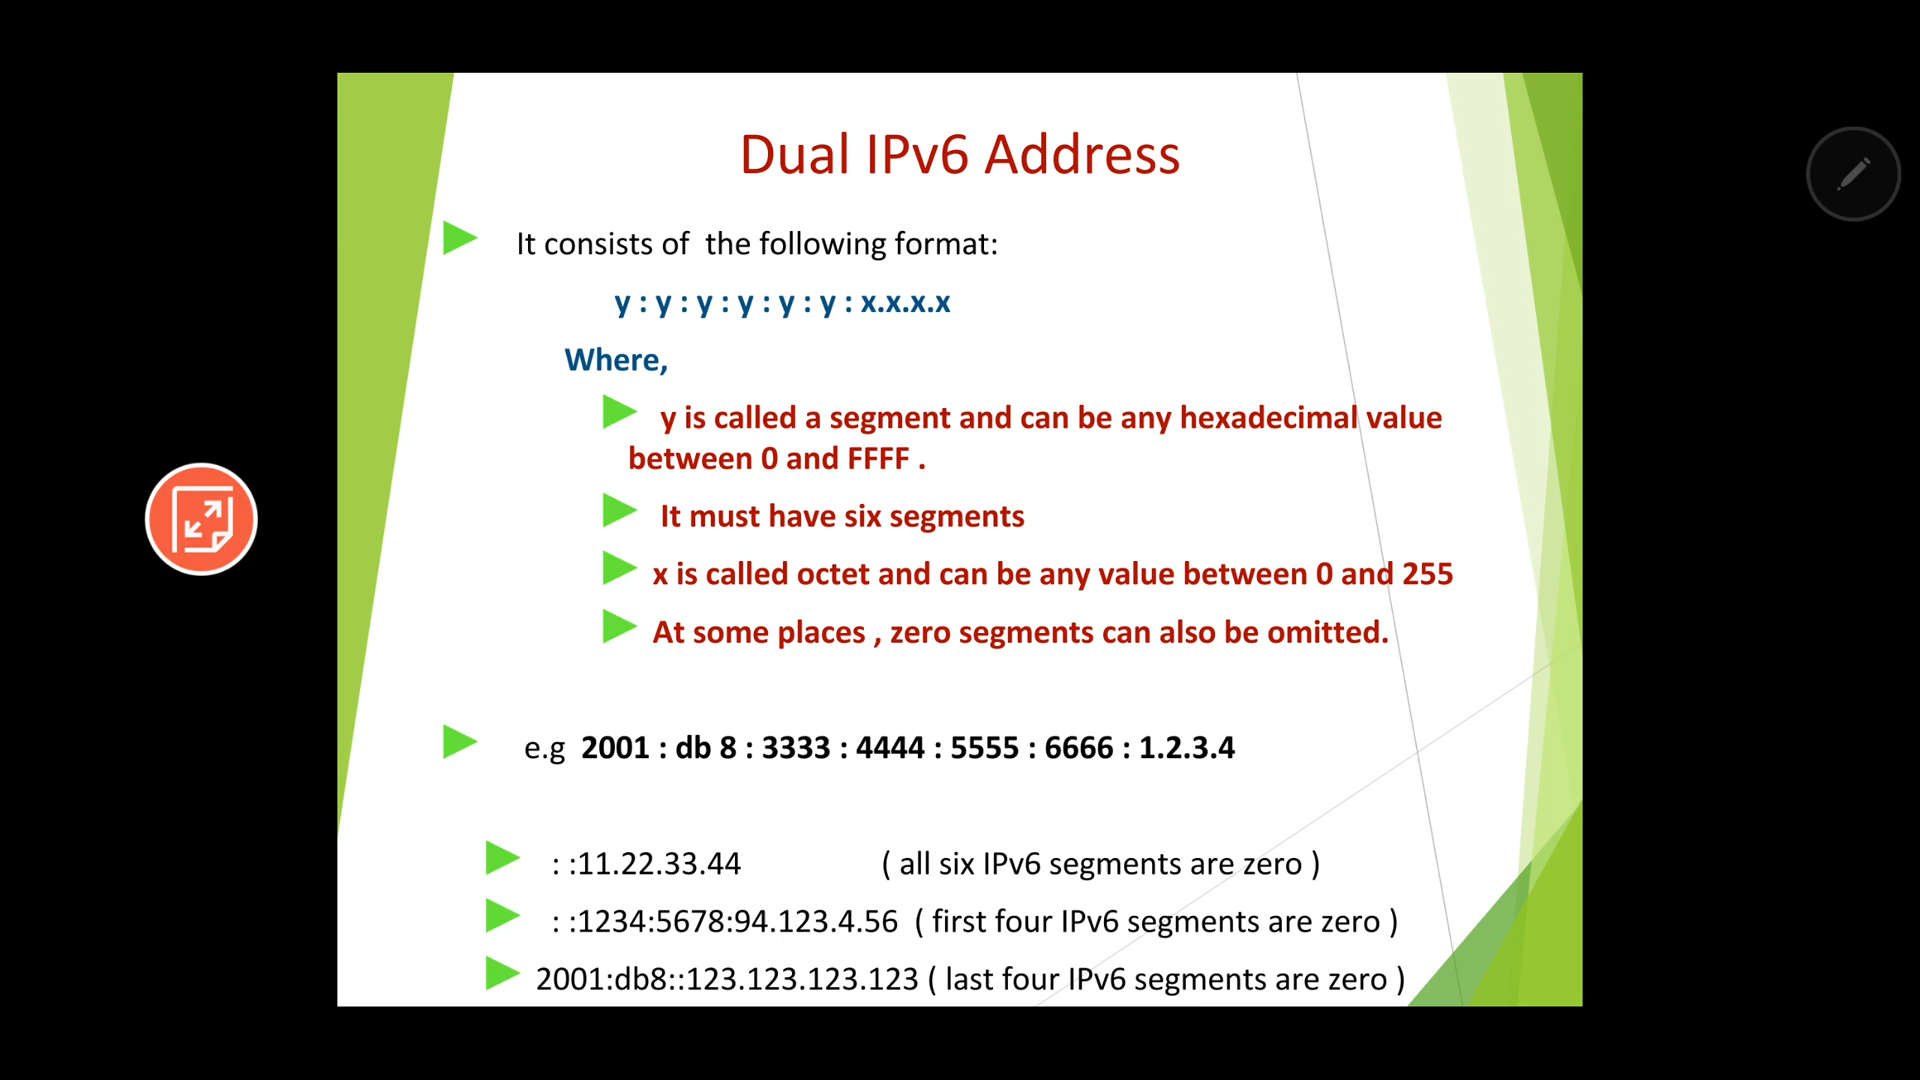 Dual IPv6 Address
It consists of  the following format:
y : y : y : y : y : y : x.x.x.x
Where,
y is called a segment and can be any hexadecimal value
between 0 and FFFF .
It must have six segments
x is called octet and can be any value between 0 and 255
At some places , zero segments can also be omitted.
e.g  2001 : db 8 : 3333 : 4444 : 5555 : 6666 : 1.2.3.4
: :11.22.33.44 ( all six IPv6 segments are zero )
: :1234:5678:94.123.4.56  ( first four IPv6 segments are zero )
2001:db8::123.123.123.123 ( last four IPv6 segments are zero )